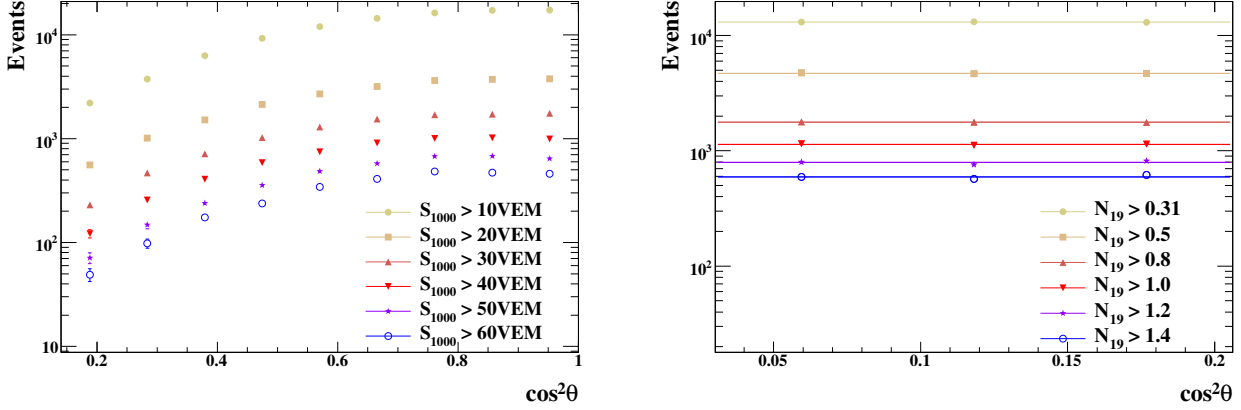 Events
10⁴
10³
10²
10
0.2 0.4 0.6 0.8 1
cos²θ
S₁₀₀₀ > 10VEM
S₁₀₀₀ > 20VEM
S₁₀₀₀ > 30VEM
S₁₀₀₀ > 40VEM
S₁₀₀₀ > 50VEM
S₁₀₀₀ > 60VEM
Events
10⁴
10³
10²
0.05 0.1 0.15 0.2
cos²θ
N₁₉ > 0.31
N₁₉ > 0.5
N₁₉ > 0.8
N₁₉ > 1.0
N₁₉ > 1.2
N₁₉ > 1.4